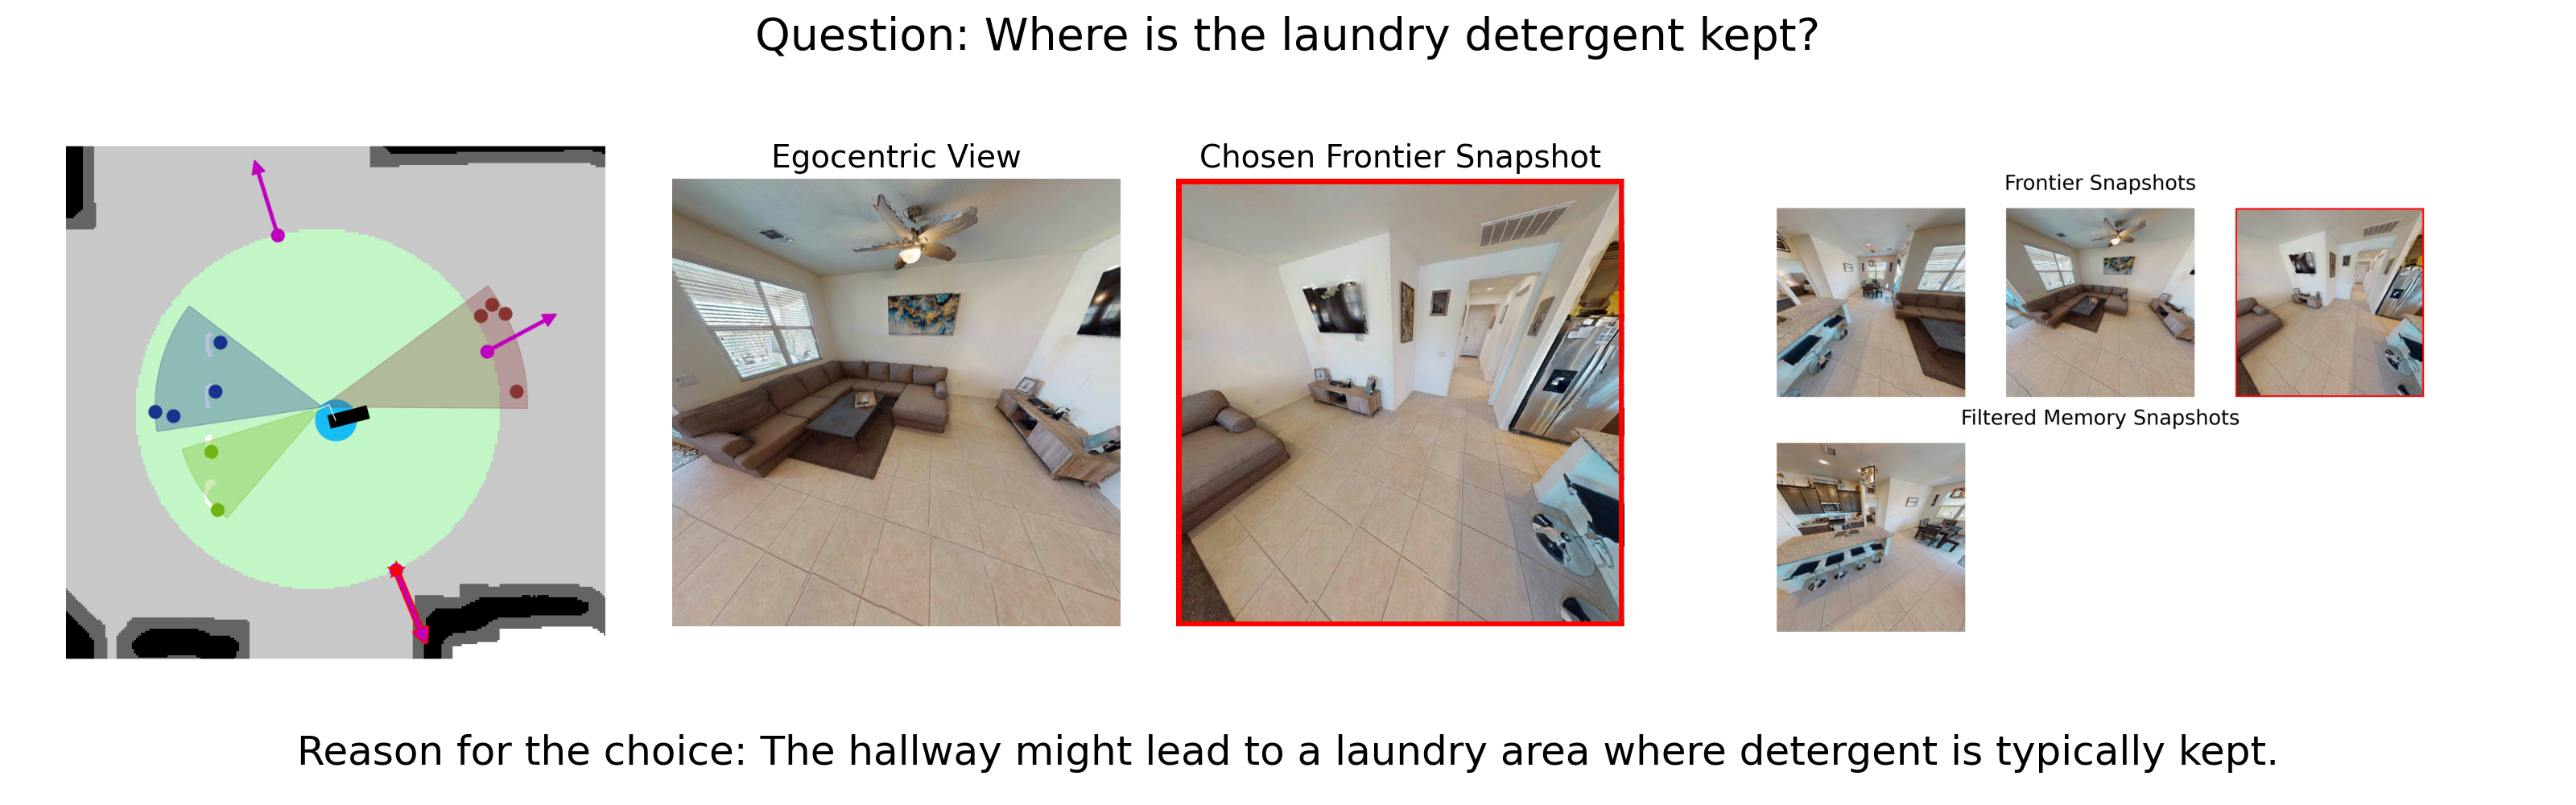 Question: Where is the laundry detergent kept?
Egocentric View
Chosen Frontier Snapshot
Frontier Snapshots
Filtered Memory Snapshots
Reason for the choice: The hallway might lead to a laundry area where detergent is typically kept.